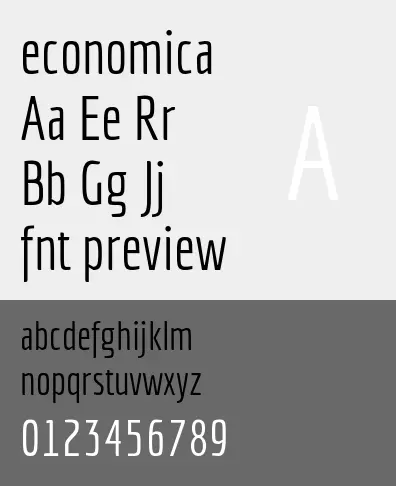 economica
Aa Ee Rr
A
Bb Gg Jj
fnt preview
abcdefghijklm
nopqrstuvwxyz
0123456789